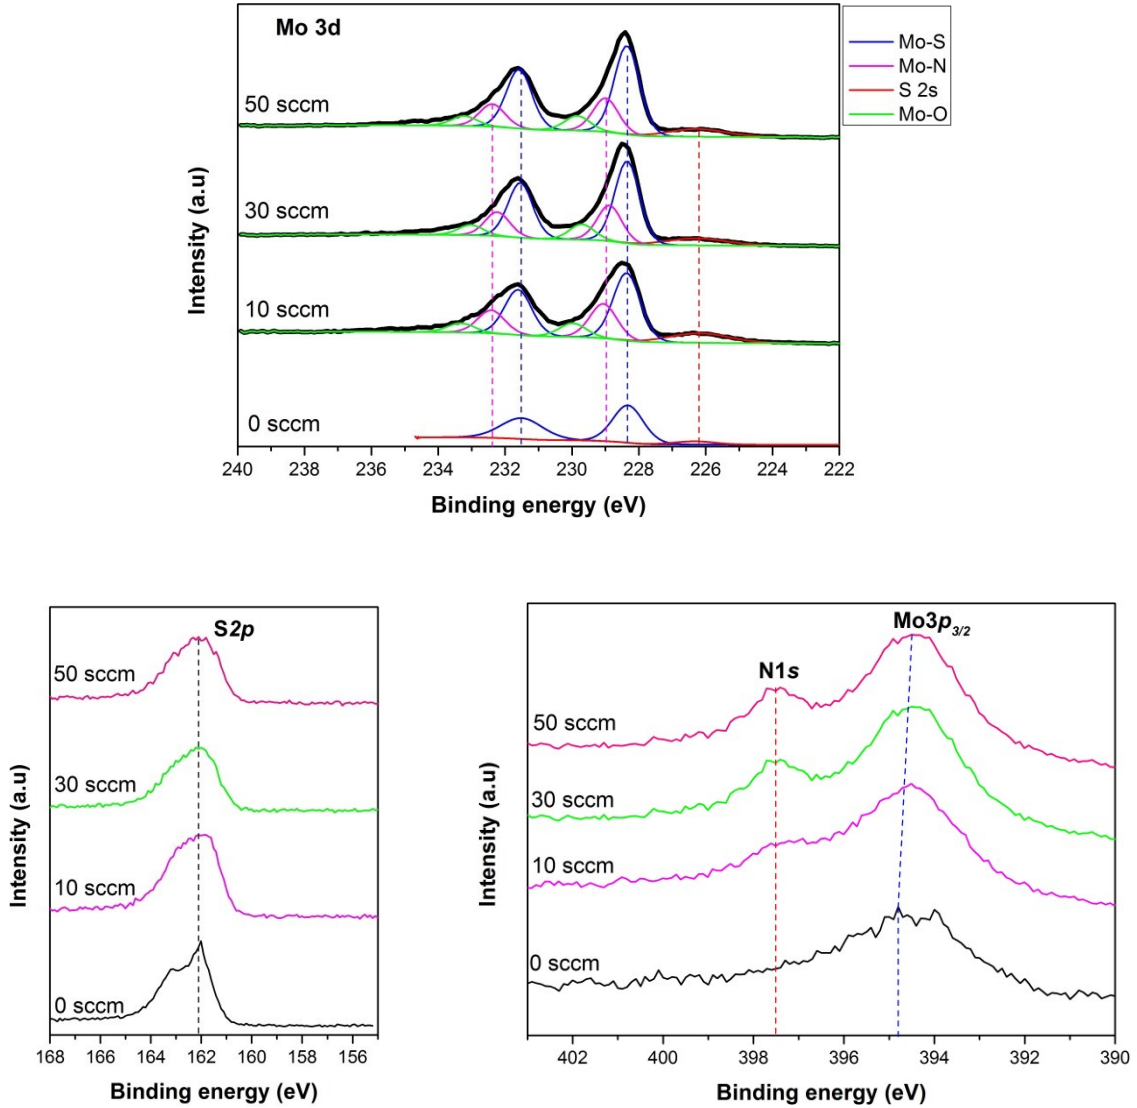 Mo 3d
Mo-S
Mo-N
S 2s
Mo-O
50 sccm
30 sccm
10 sccm
0 sccm
Intensity (a.u)
240 238 236 234 232 230 228 226 224 222
Binding energy (eV)
S2p
50 sccm
30 sccm
10 sccm
0 sccm
Intensity (a.u)
168 166 164 162 160 158 156
Binding energy (eV)
Mo3p3/2
N1s
50 sccm
30 sccm
10 sccm
0 sccm
Intensity (a.u)
402 400 398 396 394 392 390
Binding energy (eV)